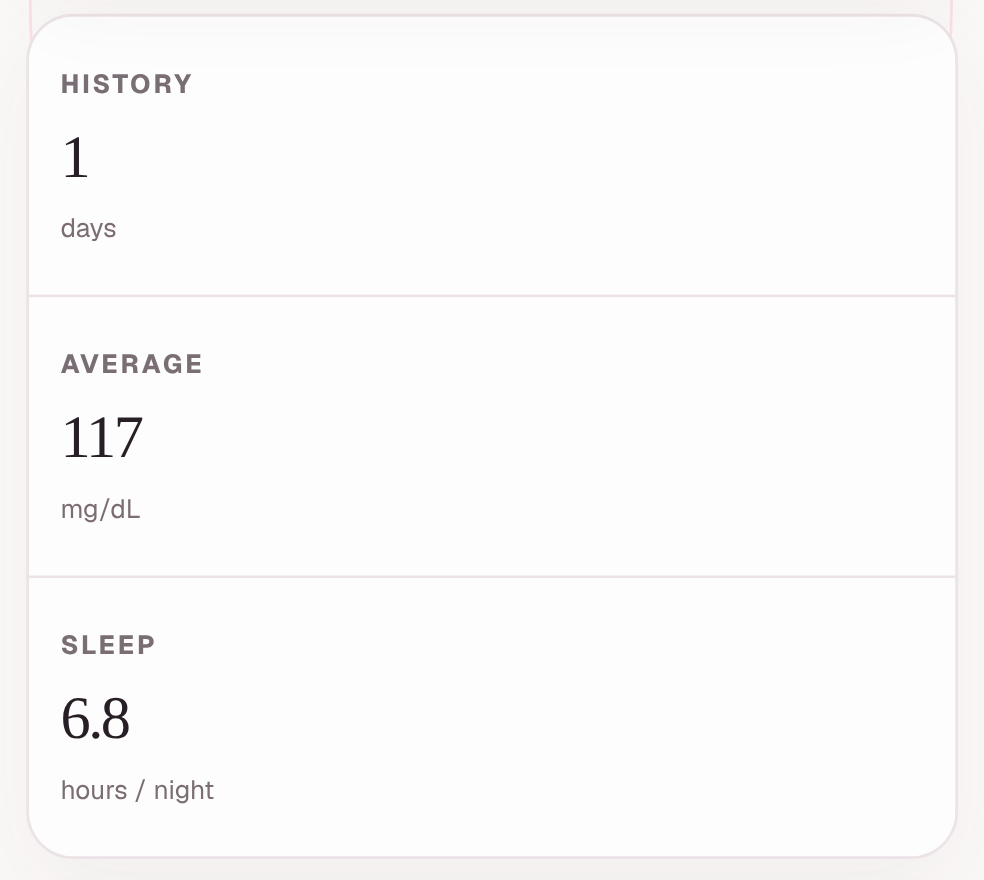 HISTORY
1
days
AVERAGE
117
mg/dL
SLEEP
6.8
hours / night